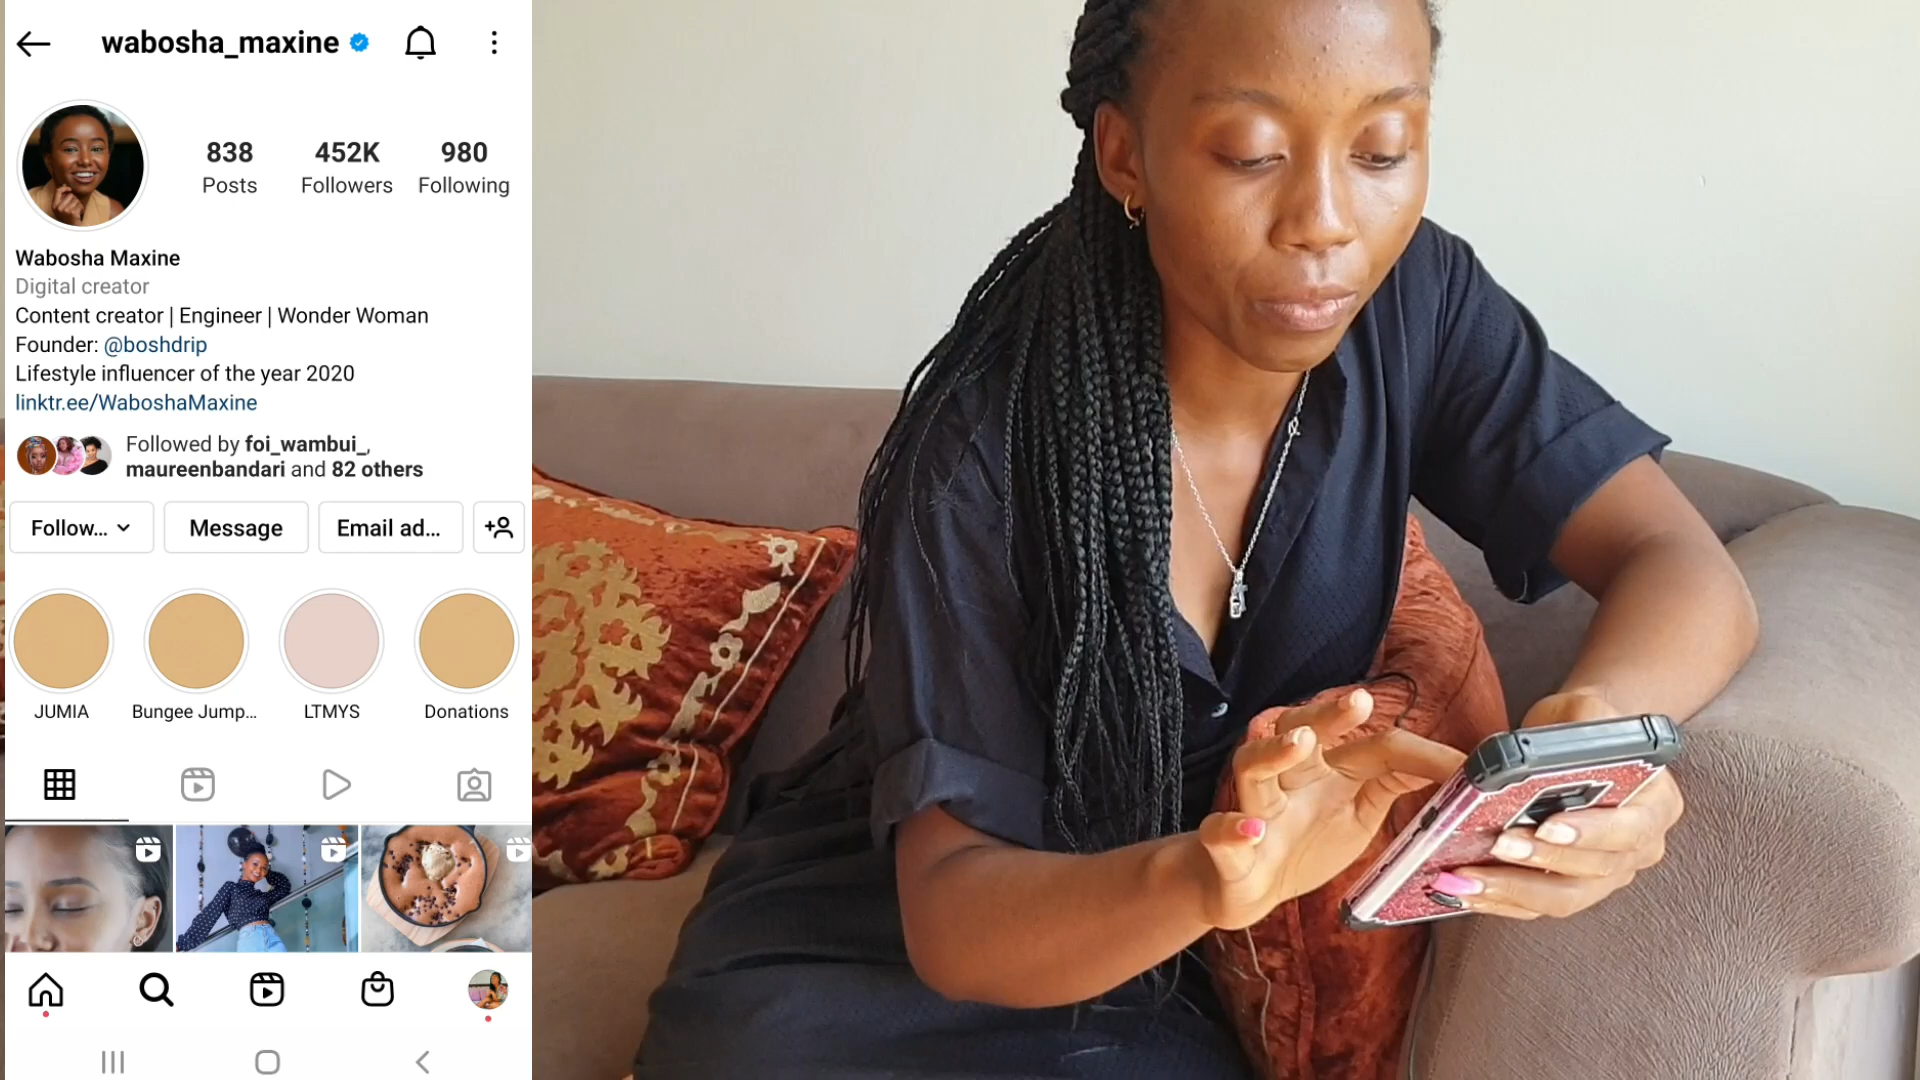 wabosha_maxine
838
452K
980
Posts
Followers
Following
Wabosha Maxine
Digital creator
Content creator | Engineer | Wonder Woman
Founder: @boshdrip
Lifestyle influencer of the year 2020
linktr.ee/WaboshaMaxine
Followed by foi_wambui_,
maureenbandari and 82 others
Follow...
Message
Email ad...
JUMIA
Bungee Jump...
LTMYS
Donations